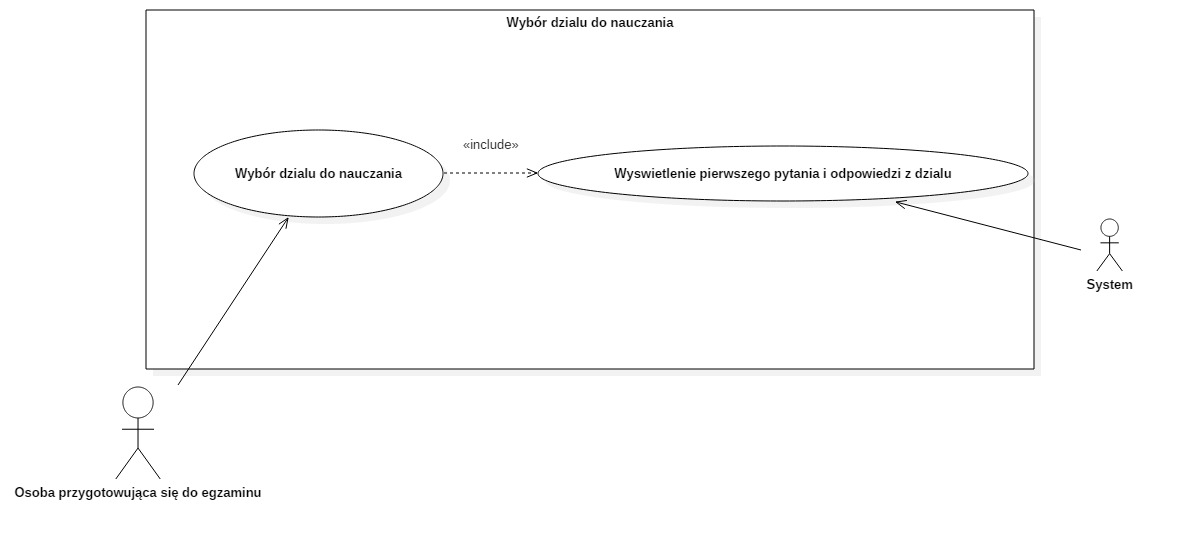 Wybór dzialu do nauczania
«include»
Wybór dzialu do nauczania
Wyswietlenie pierwszego pytania i odpowiedzi z dzialu
System
Osoba przygotowująca się do egzaminu